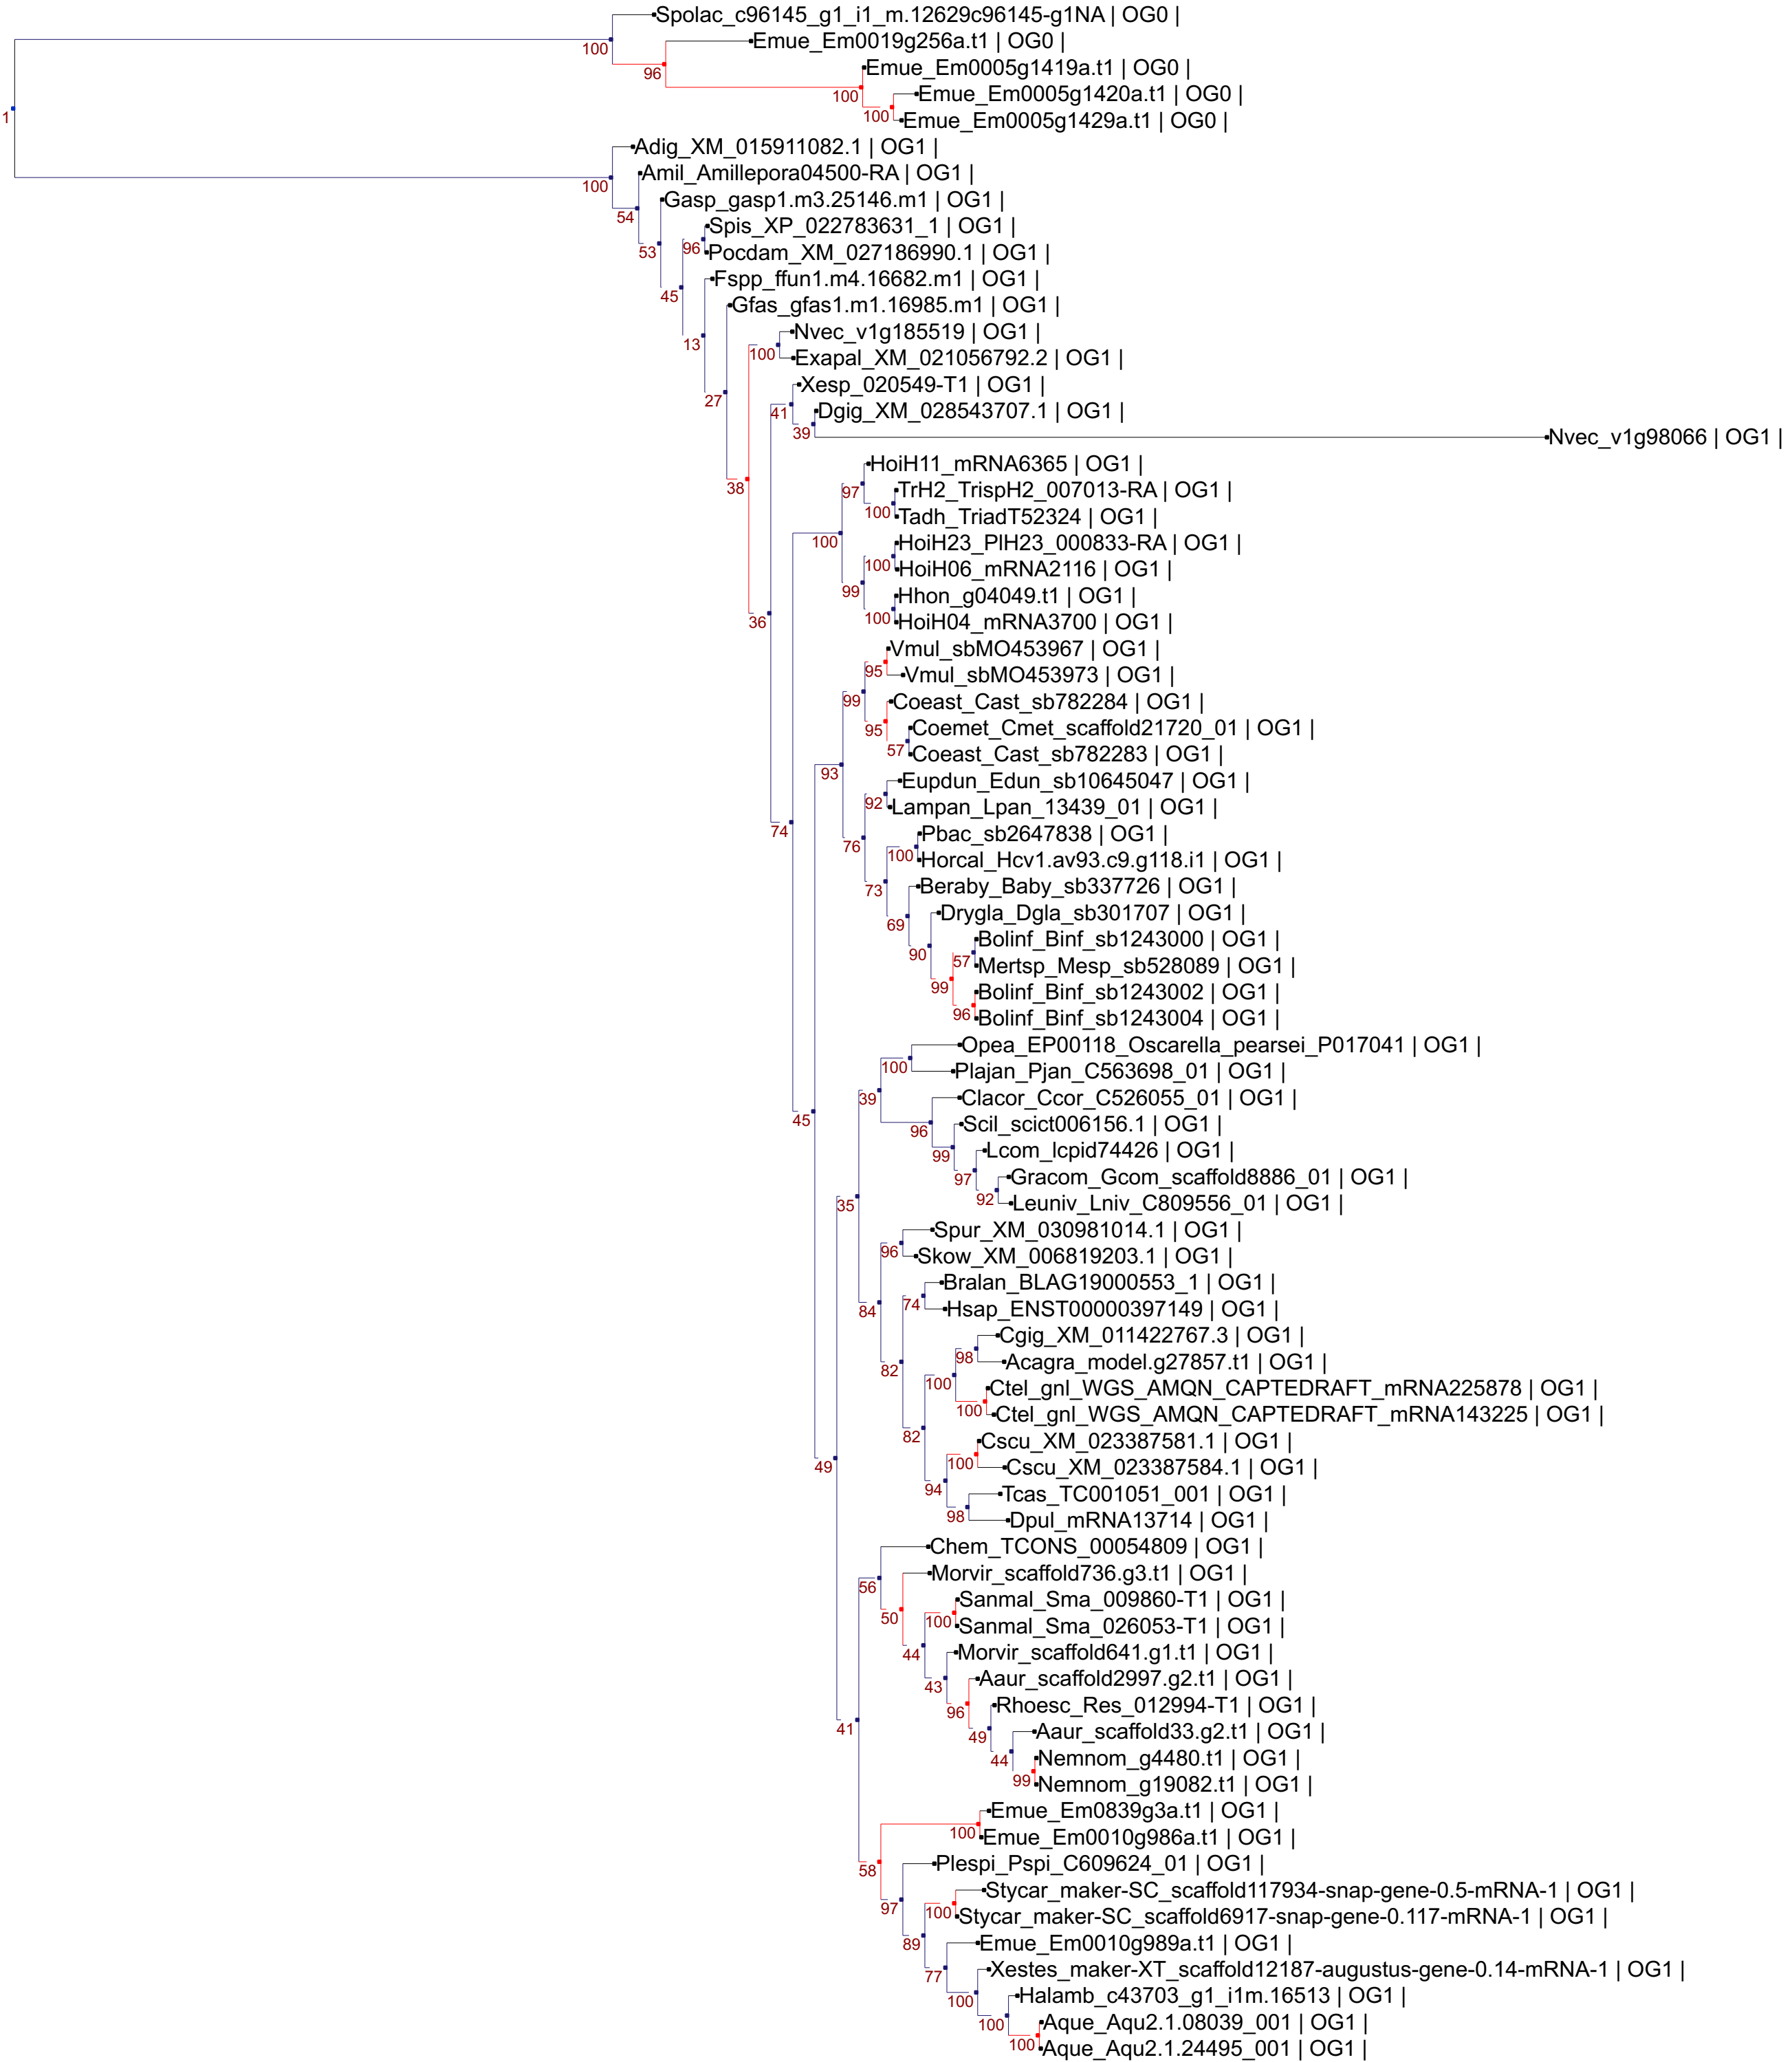 Spolac_c96145_g1_i1_m.12629c96145-g1NA | OG0 |
100
Emue_Em0019g256a.t1 | OG0 |
96
Emue_Em0005g1419a.t1 | OG0 |
100
Emue_Em0005g1420a.t1 | OG0 |
1
100
Emue_Em0005g1429a.t1 | OG0 |
Adig_XM_015911082.1 | OG1 |
100
Amil_Amillepora04500-RA | OG1 |
Gasp_gasp1.m3.25146.m1 | OG1 |
54
Spis_XP_022783631_1 | OG1 |
53
96
Pocdam_XM_027186990.1 | OG1 |
Fspp_ffun1.m4.16682.m1 | OG1 |
45
Gfas_gfas1.m1.16985.m1 | OG1 |
Nvec_v1g185519 | OG1 |
13
100
Exapal_XM_021056792.2 | OG1 |
Xesp_020549-T1 | OG1 |
27
41
Dgig_XM_028543707.1 | OG1 |
39
Nvec_v1g98066 | OG1 |
HoiH11_mRNA6365 | OG1 |
38
97
TrH2_TrispH2_007013-RA | OG1 |
100
Tadh_TriadT52324 | OG1 |
100
HoiH23_PlH23_000833-RA | OG1 |
100
HoiH06_mRNA2116 | OG1 |
99
Hhon_g04049.t1 | OG1 |
36
100
HoiH04_mRNA3700 | OG1 |
Vmul_sbMO453967 | OG1 |
95
Vmul_sbMO453973 | OG1 |
99
Coeast_Cast_sb782284 | OG1 |
95
Coemet_Cmet_scaffold21720_01 | OG1 |
57
Coeast_Cast_sb782283 | OG1 |
93
Eupdun_Edun_sb10645047 | OG1 |
92
Lampan_Lpan_13439_01 | OG1 |
74
Pbac_sb2647838 | OG1 |
76
100
Horcal_Hcv1.av93.c9.g118.i1 | OG1 |
73
Beraby_Baby_sb337726 | OG1 |
Drygla_Dgla_sb301707 | OG1 |
69
Bolinf_Binf_sb1243000 | OG1 |
90
57
Mertsp_Mesp_sb528089 | OG1 |
99
Bolinf_Binf_sb1243002 | OG1 |
96
Bolinf_Binf_sb1243004 | OG1 |
Opea_EP00118_Oscarella_pearsei_P017041 | OG1 |
100
Plajan_Pjan_C563698_01 | OG1 |
39
Clacor_Ccor_C526055_01 | OG1 |
45
96
Scil_scict006156.1 | OG1 |
99
Lcom_lcpid74426 | OG1 |
97
Gracom_Gcom_scaffold8886_01 | OG1 |
92
Leuniv_Lniv_C809556_01 | OG1 |
35
Spur_XM_030981014.1 | OG1 |
96
Skow_XM_006819203.1 | OG1 |
Bralan_BLAG19000553_1 | OG1 |
84
74
Hsap_ENST00000397149 | OG1 |
Cgig_XM_011422767.3 | OG1 |
98
Acagra_model.g27857.t1 | OG1 |
82
100
Ctel_gnl_WGS_AMQN_CAPTEDRAFT_mRNA225878 | OG1 |
100
Ctel_gnl_WGS_AMQN_CAPTEDRAFT_mRNA143225 | OG1 |
82
Cscu_XM_023387581.1 | OG1 |
49
100
Cscu_XM_023387584.1 | OG1 |
94
Tcas_TC001051_001 | OG1 |
98
Dpul_mRNA13714 | OG1 |
Chem_TCONS_00054809 | OG1 |
56
Morvir_scaffold736.g3.t1 | OG1 |
Sanmal_Sma_009860-T1 | OG1 |
50
100
Sanmal_Sma_026053-T1 | OG1 |
44
Morvir_scaffold641.g1.t1 | OG1 |
43
Aaur_scaffold2997.g2.t1 | OG1 |
96
Rhoesc_Res_012994-T1 | OG1 |
41
49
Aaur_scaffold33.g2.t1 | OG1 |
44
Nemnom_g4480.t1 | OG1 |
99
Nemnom_g19082.t1 | OG1 |
Emue_Em0839g3a.t1 | OG1 |
100
Emue_Em0010g986a.t1 | OG1 |
58
Plespi_Pspi_C609624_01 | OG1 |
Stycar_maker-SC_scaffold117934-snap-gene-0.5-mRNA-1 | OG1 |
97
100
Stycar_maker-SC_scaffold6917-snap-gene-0.117-mRNA-1 | OG1 |
89
Emue_Em0010g989a.t1 | OG1 |
77
Xestes_maker-XT_scaffold12187-augustus-gene-0.14-mRNA-1 | OG1 |
100
Halamb_c43703_g1_i1m.16513 | OG1 |
100
Aque_Aqu2.1.08039_001 | OG1 |
100
Aque_Aqu2.1.24495_001 | OG1 |